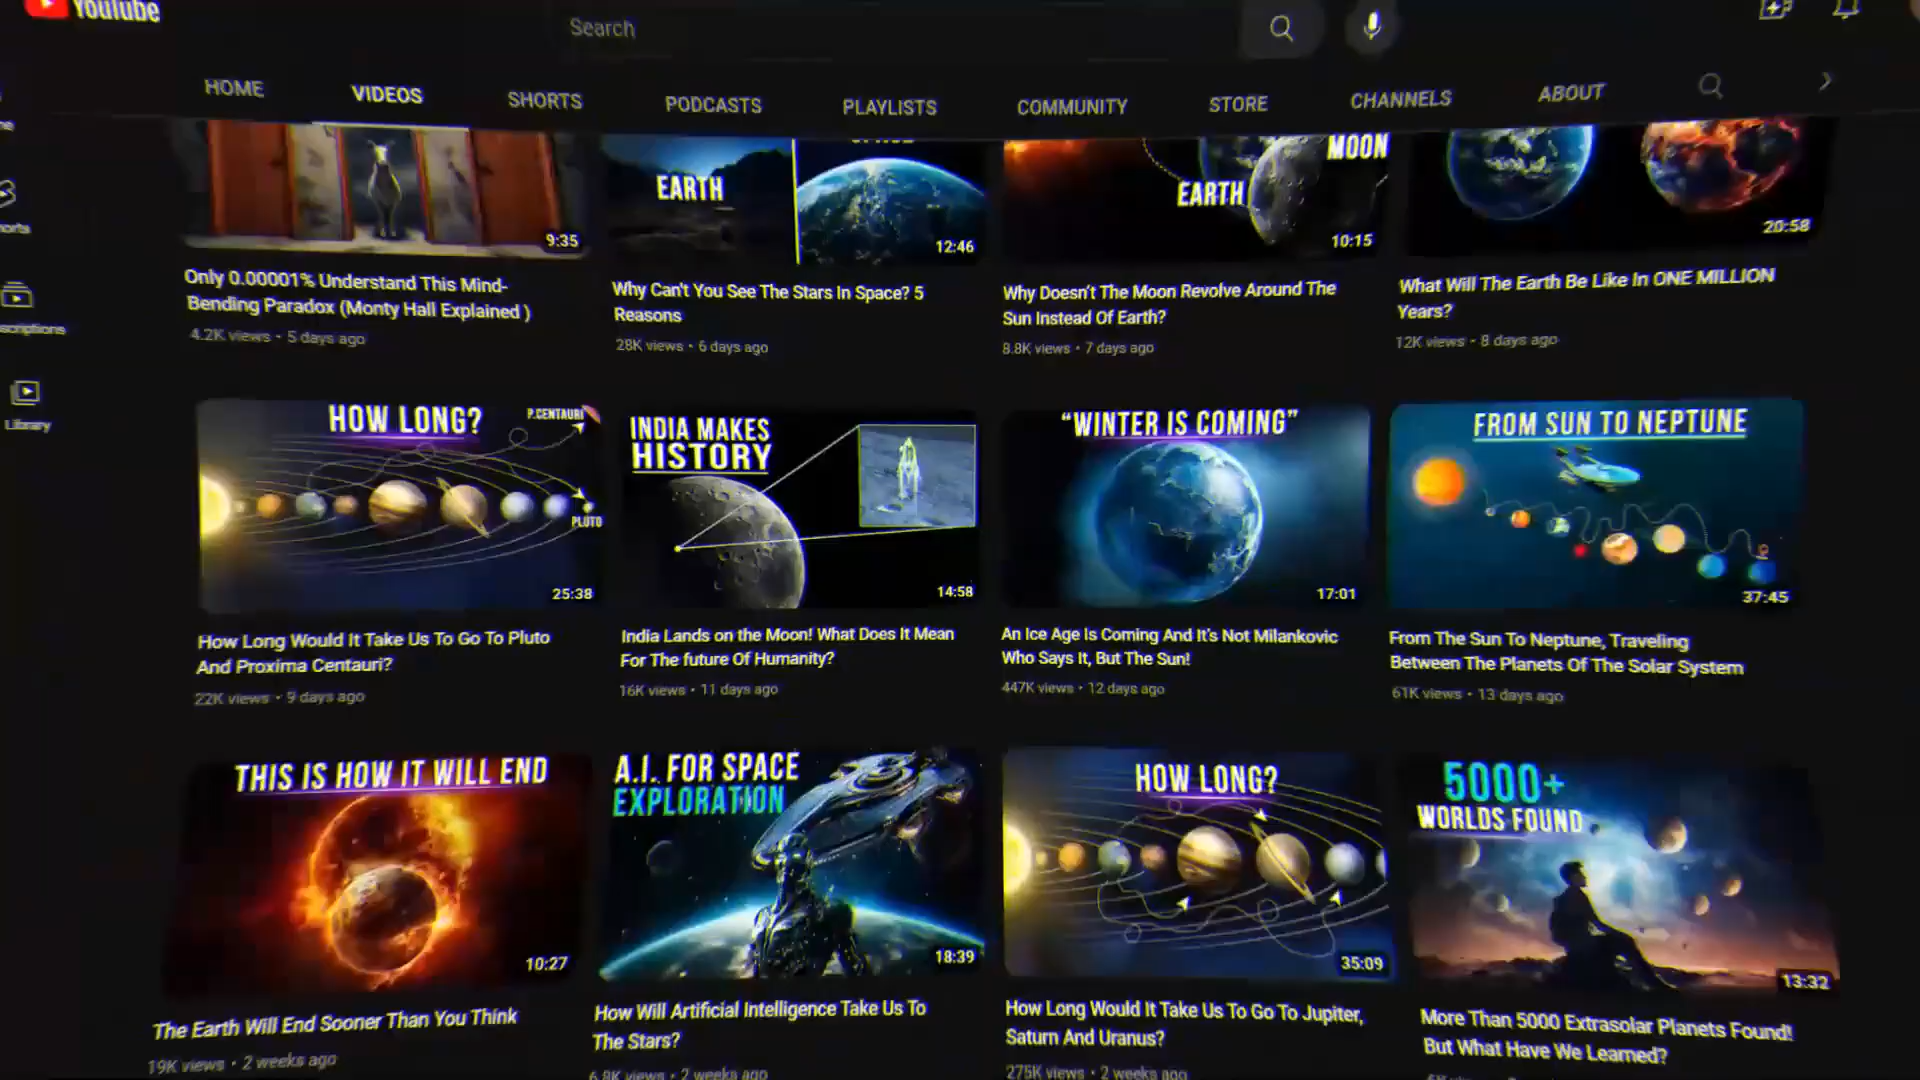 YouTube
Search
HOME
VIDEOS
SHORTS
PODCASTS
PLAYLISTS
COMMUNITY
STORE
CHANNELS
ABOUT
EARTH
9:35
12:46
EARTH
MOON
10:15
20:58
Only 0.00001% Understand This Mind-
Bending Paradox (Monty Hall Explained )
4.2K views • 5 days ago
Why Can't You See The Stars In Space? 5
Reasons
28K views • 6 days ago
Why Doesn't The Moon Revolve Around The
Sun Instead Of Earth?
8.8K views • 7 days ago
What Will The Earth Be Like In ONE MILLION
Years?
12K views • 8 days ago
Library
HOW LONG?
P.CENTAURI
PLUTO
25:38
INDIA MAKES
HISTORY
14:58
“WINTER IS COMING”
17:01
FROM SUN TO NEPTUNE
37:45
How Long Would It Take Us To Go To Pluto
And Proxima Centauri?
22K views • 9 days ago
India Lands on the Moon! What Does It Mean
For The future Of Humanity?
16K views • 11 days ago
An Ice Age Is Coming And It's Not Milankovic
Who Says It, But The Sun!
447K views • 12 days ago
From The Sun To Neptune, Traveling
Between The Planets Of The Solar System
61K views • 13 days ago
THIS IS HOW IT WILL END
10:27
A.I. FOR SPACE
EXPLORATION
18:39
HOW LONG?
35:09
5000+
WORLDS FOUND
13:32
The Earth Will End Sooner Than You Think
19K views • 2 weeks ago
How Will Artificial Intelligence Take Us To
The Stars?
6.8K views • 2 weeks ago
How Long Would It Take Us To Go To Jupiter,
Saturn And Uranus?
275K views • 2 weeks ago
More Than 5000 Extrasolar Planets Found!
But What Have We Learned?